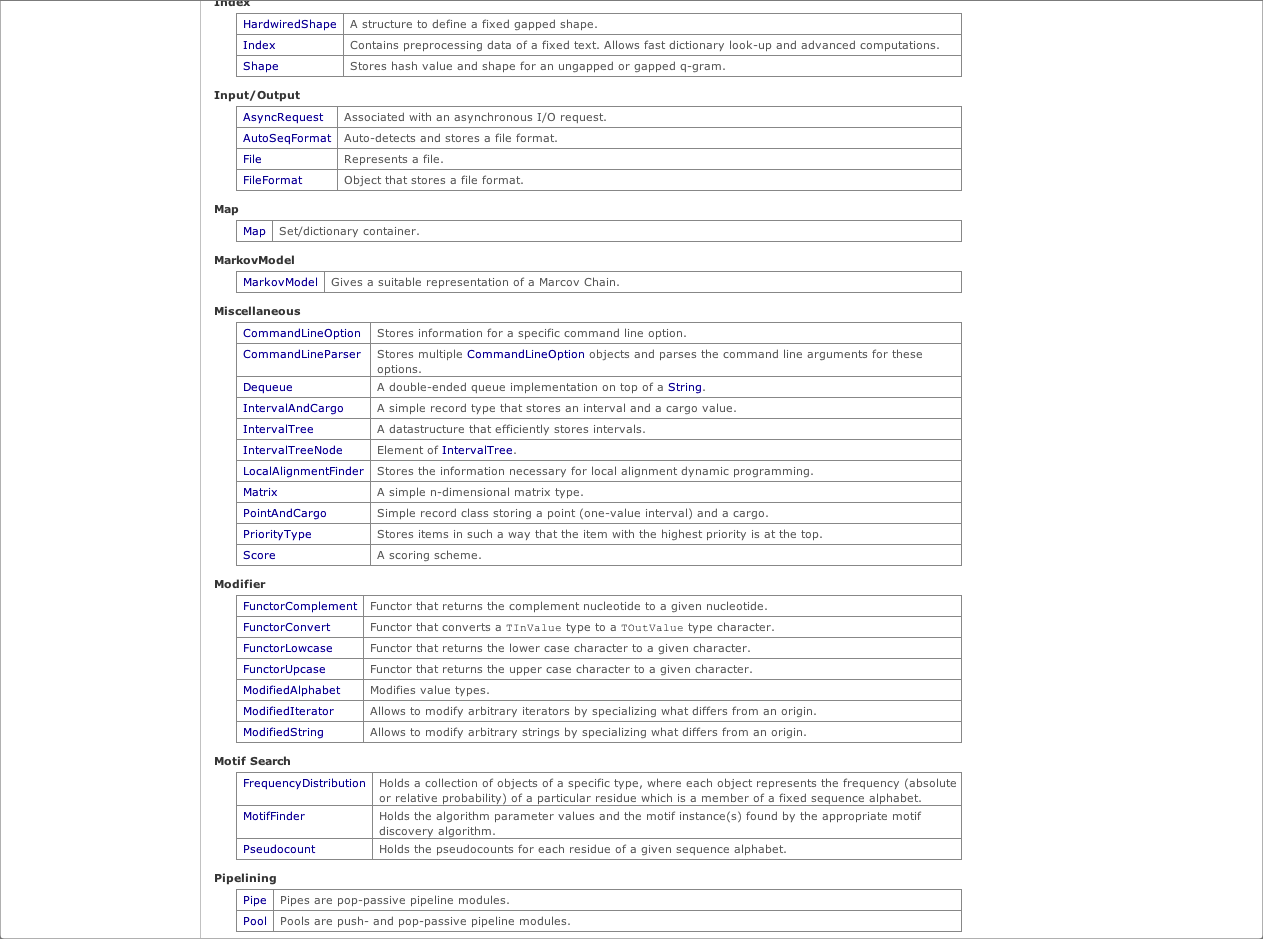 Index
HardwiredShape A structure to define a fixed gapped shape.
Index Contains preprocessing data of a fixed text. Allows fast dictionary look-up and advanced computations.
Shape Stores hash value and shape for an ungapped or gapped q-gram.
Input/Output
AsyncRequest Associated with an asynchronous I/O request.
AutoSeqFormat Auto-detects and stores a file format.
File Represents a file.
FileFormat Object that stores a file format.
Map
Map Set/dictionary container.
MarkovModel
MarkovModel Gives a suitable representation of a Marcov Chain.
Miscellaneous
CommandLineOption Stores information for a specific command line option.
CommandLineParser Stores multiple CommandLineOption objects and parses the command line arguments for these
options.
Dequeue A double-ended queue implementation on top of a String.
IntervalAndCargo A simple record type that stores an interval and a cargo value.
IntervalTree A datastructure that efficiently stores intervals.
IntervalTreeNode Element of IntervalTree.
LocalAlignmentFinder Stores the information necessary for local alignment dynamic programming.
Matrix A simple n-dimensional matrix type.
PointAndCargo Simple record class storing a point (one-value interval) and a cargo.
PriorityType Stores items in such a way that the item with the highest priority is at the top.
Score A scoring scheme.
Modifier
FunctorComplement Functor that returns the complement nucleotide to a given nucleotide.
FunctorConvert Functor that converts a TInValue type to a TOutValue type character.
FunctorLowcase Functor that returns the lower case character to a given character.
FunctorUpcase Functor that returns the upper case character to a given character.
ModifiedAlphabet Modifies value types.
ModifiedIterator Allows to modify arbitrary iterators by specializing what differs from an origin.
ModifiedString Allows to modify arbitrary strings by specializing what differs from an origin.
Motif Search
FrequencyDistribution Holds a collection of objects of a specific type, where each object represents the frequency (absolute
or relative probability) of a particular residue which is a member of a fixed sequence alphabet.
MotifFinder Holds the algorithm parameter values and the motif instance(s) found by the appropriate motif
discovery algorithm.
Pseudocount Holds the pseudocounts for each residue of a given sequence alphabet.
Pipelining
Pipe Pipes are pop-passive pipeline modules.
Pool Pools are push- and pop-passive pipeline modules.